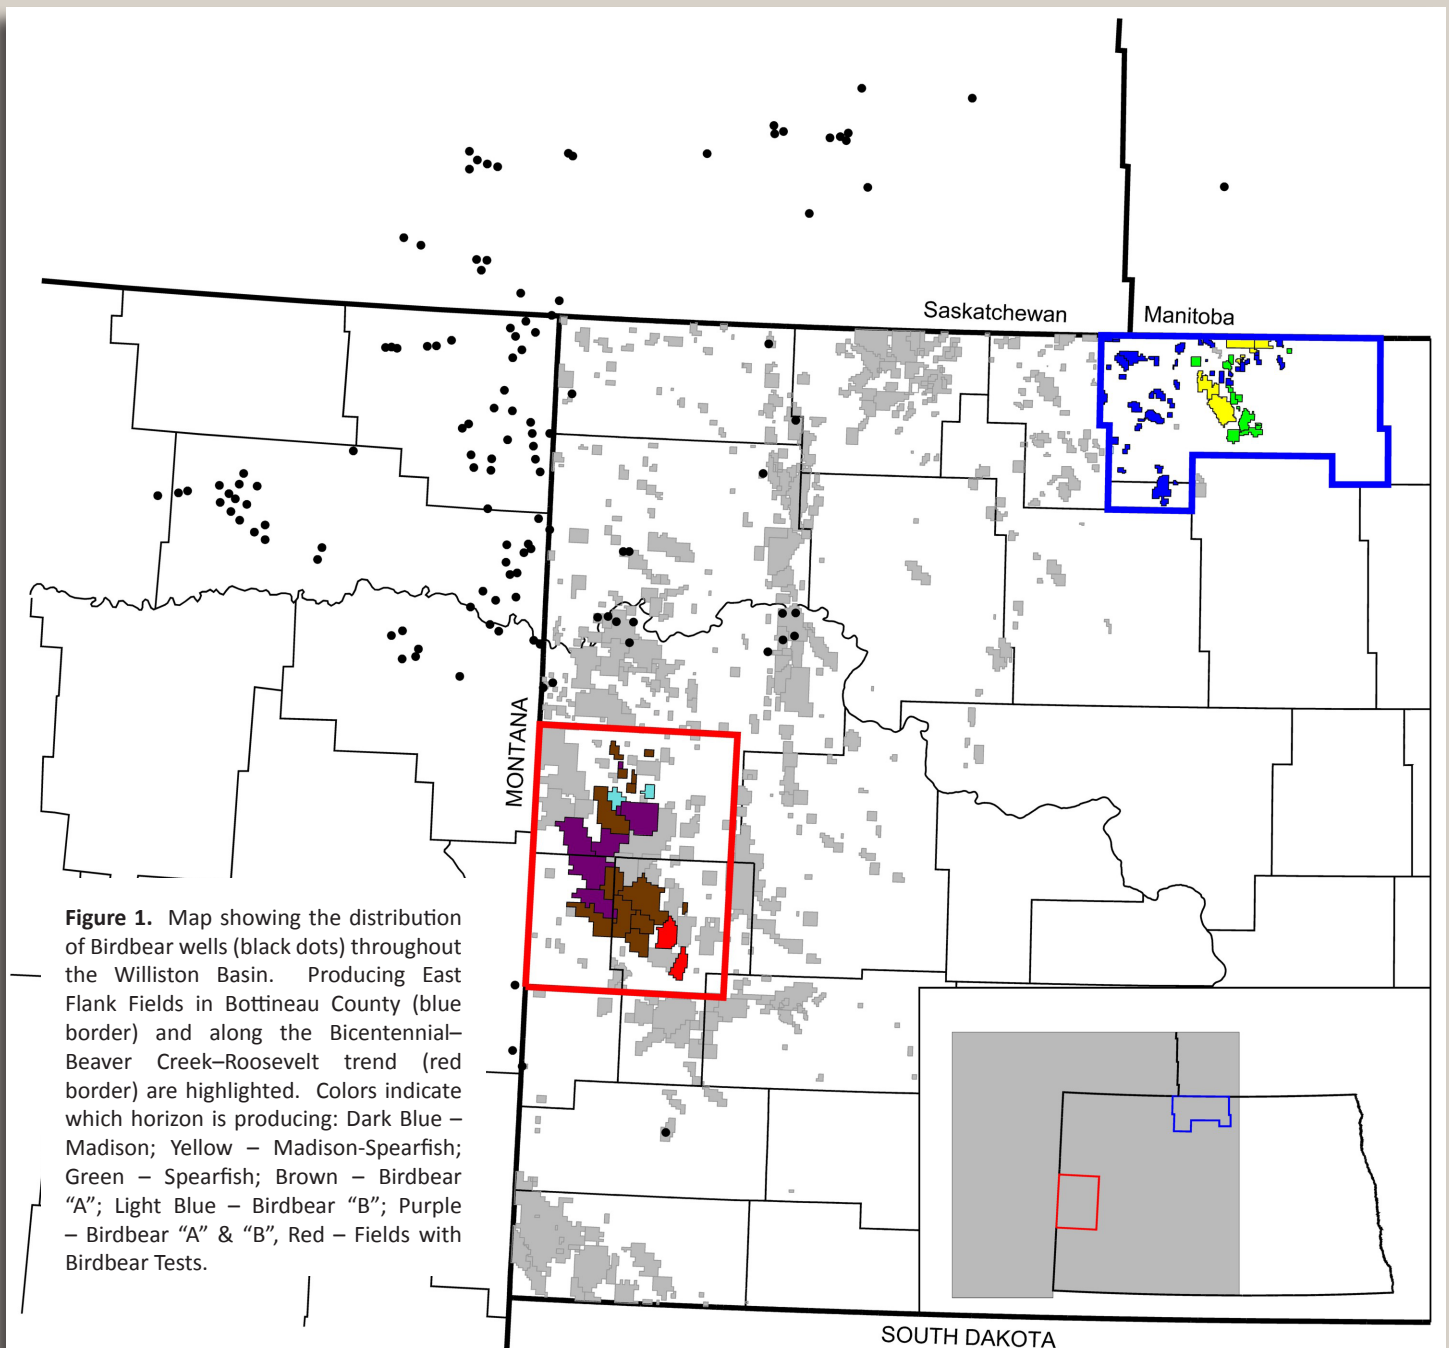 Saskatchewan
Manitoba
MONTANA
Figure 1. Map showing the distribution
of Birdbear wells (black dots) throughout
the Williston Basin. Producing East
Flank Fields in Bottineau County (blue
border) and along the Bicentennial–
Beaver Creek–Roosevelt trend (red
border) are highlighted. Colors indicate
which horizon is producing: Dark Blue –
Madison; Yellow – Madison-Spearfish;
Green – Spearfish; Brown – Birdbear
“A”; Light Blue – Birdbear “B”; Purple
– Birdbear “A” & “B”, Red – Fields with
Birdbear Tests.
SOUTH DAKOTA